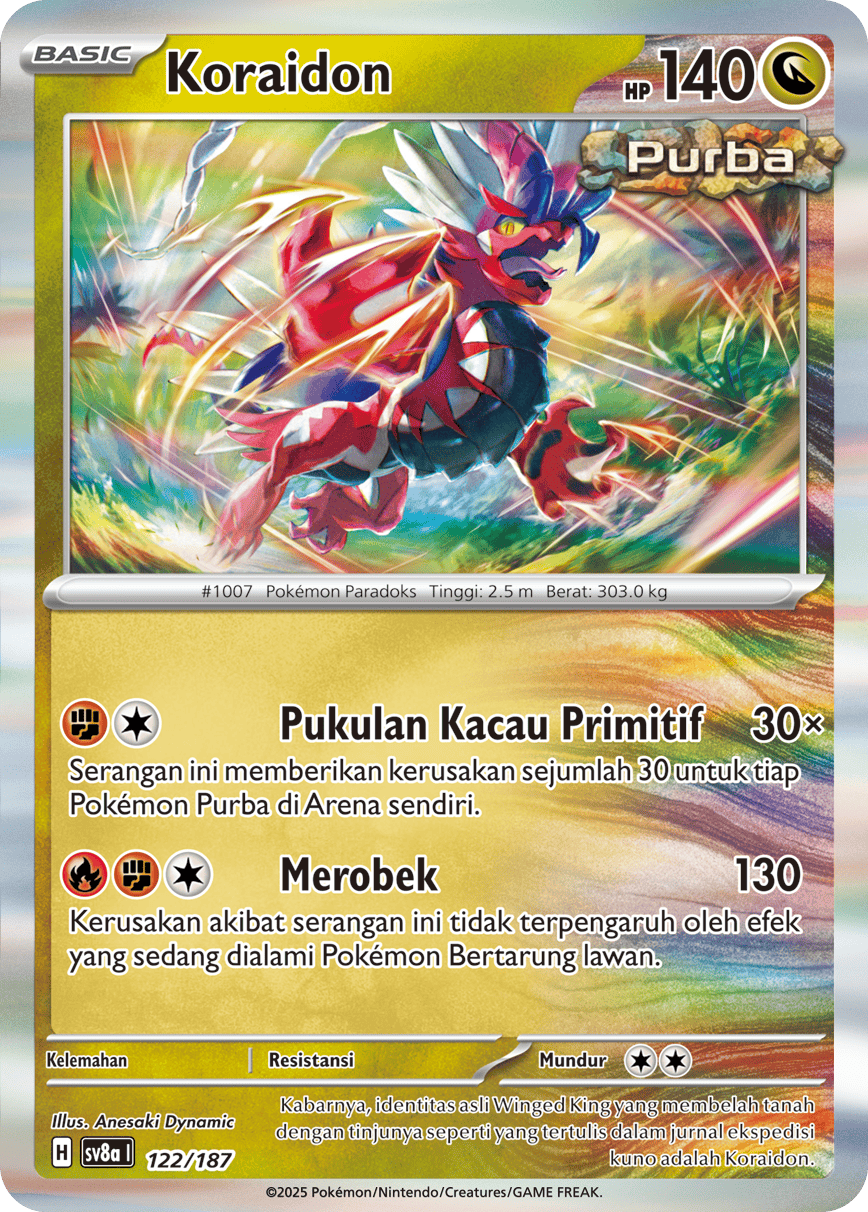 BASIC Koraidon HP 140
Purba
#1007 Pokémon Paradoks Tinggi: 2.5 m Berat: 303.0 kg
Pukulan Kacau Primitif 30×
Serangan ini memberikan kerusakan sejumlah 30 untuk tiap
Pokémon Purba di Arena sendiri.
Merobek 130
Kerusakan akibat serangan ini tidak terpengaruh oleh efek
yang sedang dialami Pokémon Bertarung lawan.
Kelemahan Resistansi Mundur
Illus. Anesaki Dynamic
H sv8a I 122/187
Kabarnya, identitas asli Winged King yang membelah tanah
dengan tinjunya seperti yang tertulis dalam jurnal ekspedisi
kuno adalah Koraidon.
©2025 Pokémon/Nintendo/Creatures/GAME FREAK.